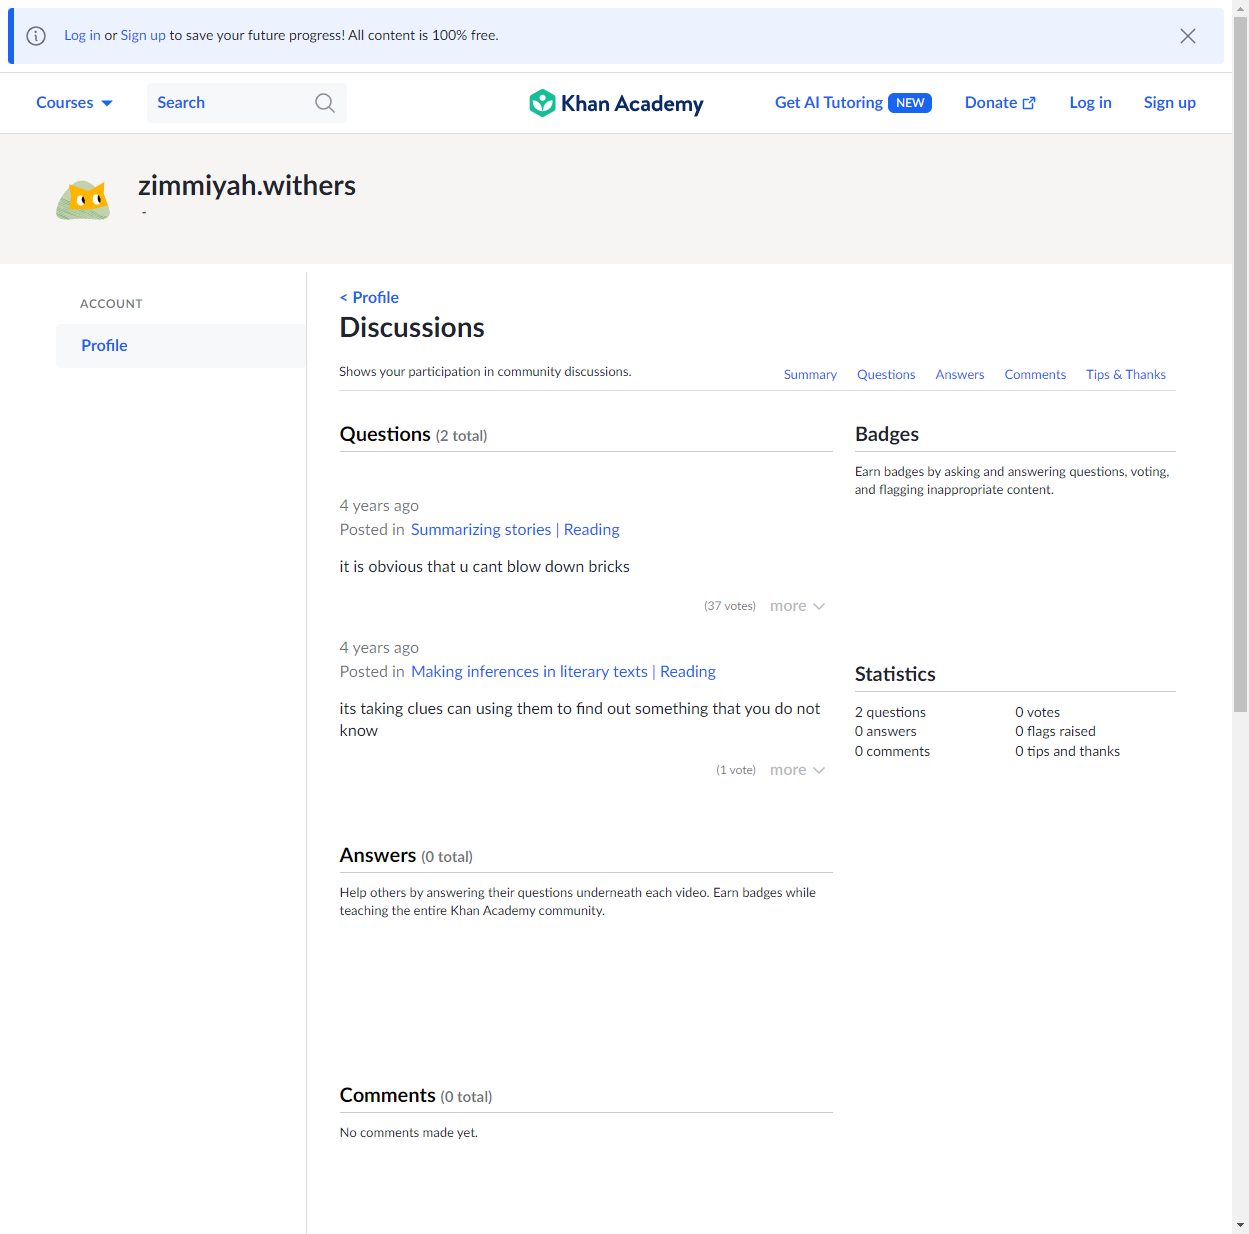 Log in or Sign up to save your future progress! All content is 100% free.
Courses
Search
Khan Academy
Get AI Tutoring NEW
Donate
Log in
Sign up
zimmiyah.withers
-
ACCOUNT
Profile
< Profile
Discussions
Shows your participation in community discussions.
Summary
Questions
Answers
Comments
Tips & Thanks
Questions (2 total)
4 years ago
Posted in Summarizing stories | Reading
it is obvious that u cant blow down bricks
(37 votes) more
4 years ago
Posted in Making inferences in literary texts | Reading
its taking clues can using them to find out something that you do not
know
(1 vote) more
Answers (0 total)
Help others by answering their questions underneath each video. Earn badges while
teaching the entire Khan Academy community.
Comments (0 total)
No comments made yet.
Badges
Earn badges by asking and answering questions, voting,
and flagging inappropriate content.
Statistics
2 questions
0 votes
0 answers
0 flags raised
0 comments
0 tips and thanks